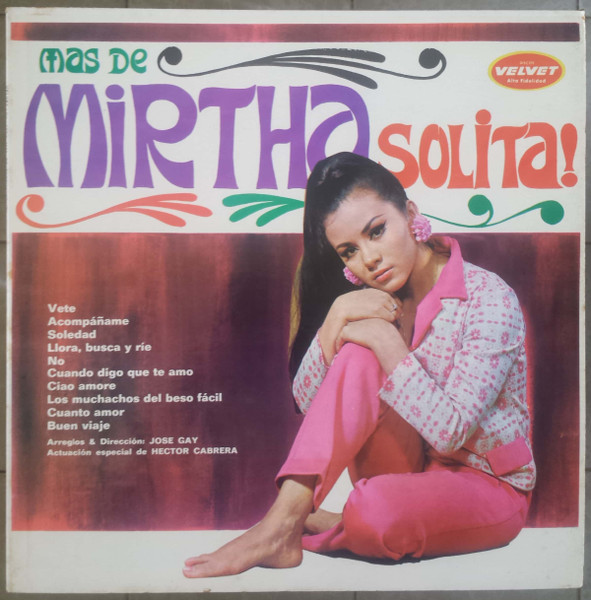 MAS DE
MIRTHA SOLITA!
VELVET
Alta Fidelidad
Vete
Acompáñame
Soledad
Llora, busca y ríe
No
Cuando digo que te amo
Ciao amore
Los muchachos del beso fácil
Cuanto amor
Buen viaje
Arreglos & Dirección: JOSE GAY
Actuación especial de HECTOR CABRERA